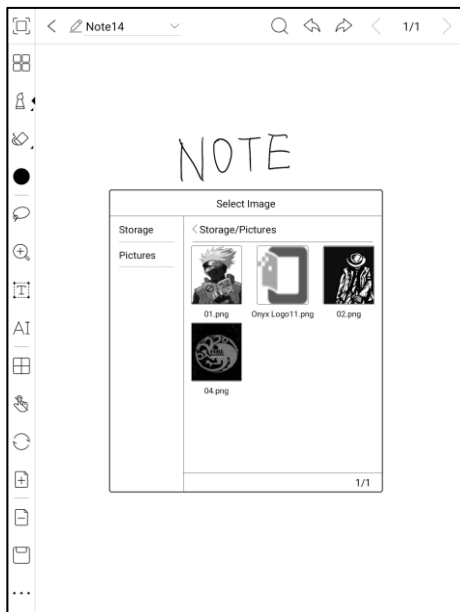 Note14
1/1
NOTE
Select Image
Storage
Storage/Pictures
Pictures
01.png
Onyx Logo11.png
02.png
04.png
1/1
T
AI